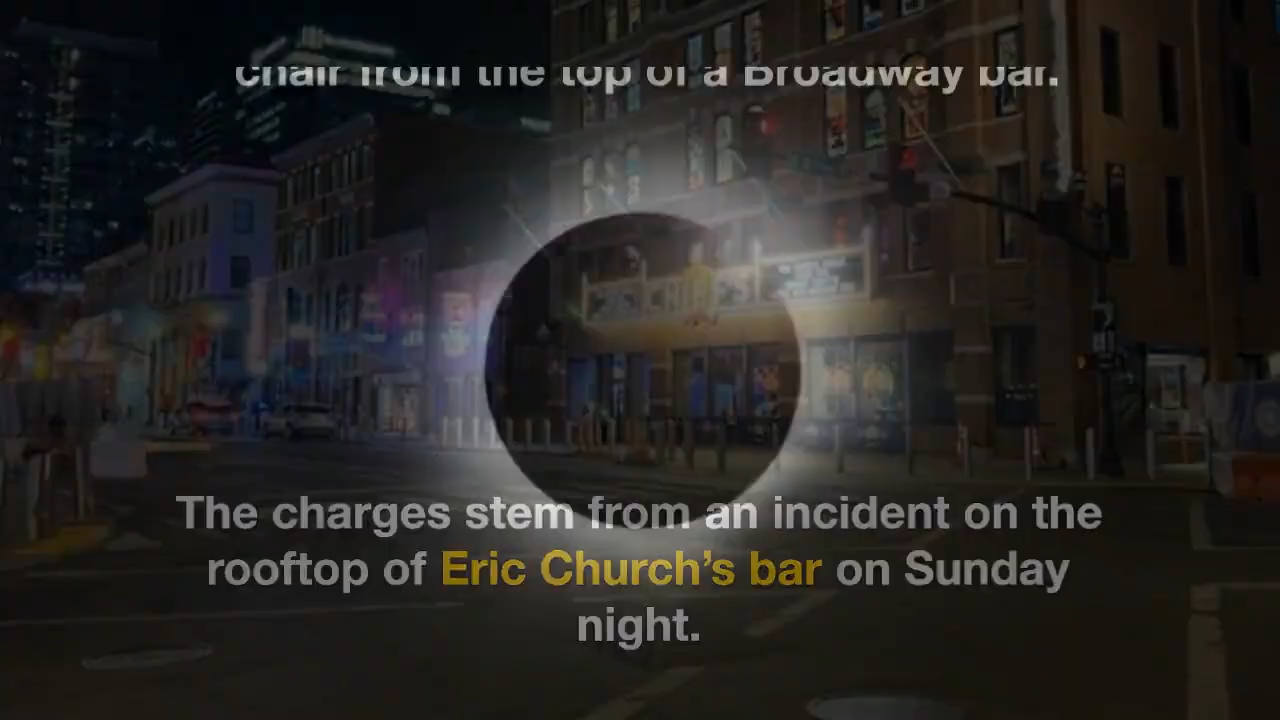 chair from the top of a Broadway bar.
The charges stem from an incident on the
rooftop of Eric Church’s bar on Sunday
night.